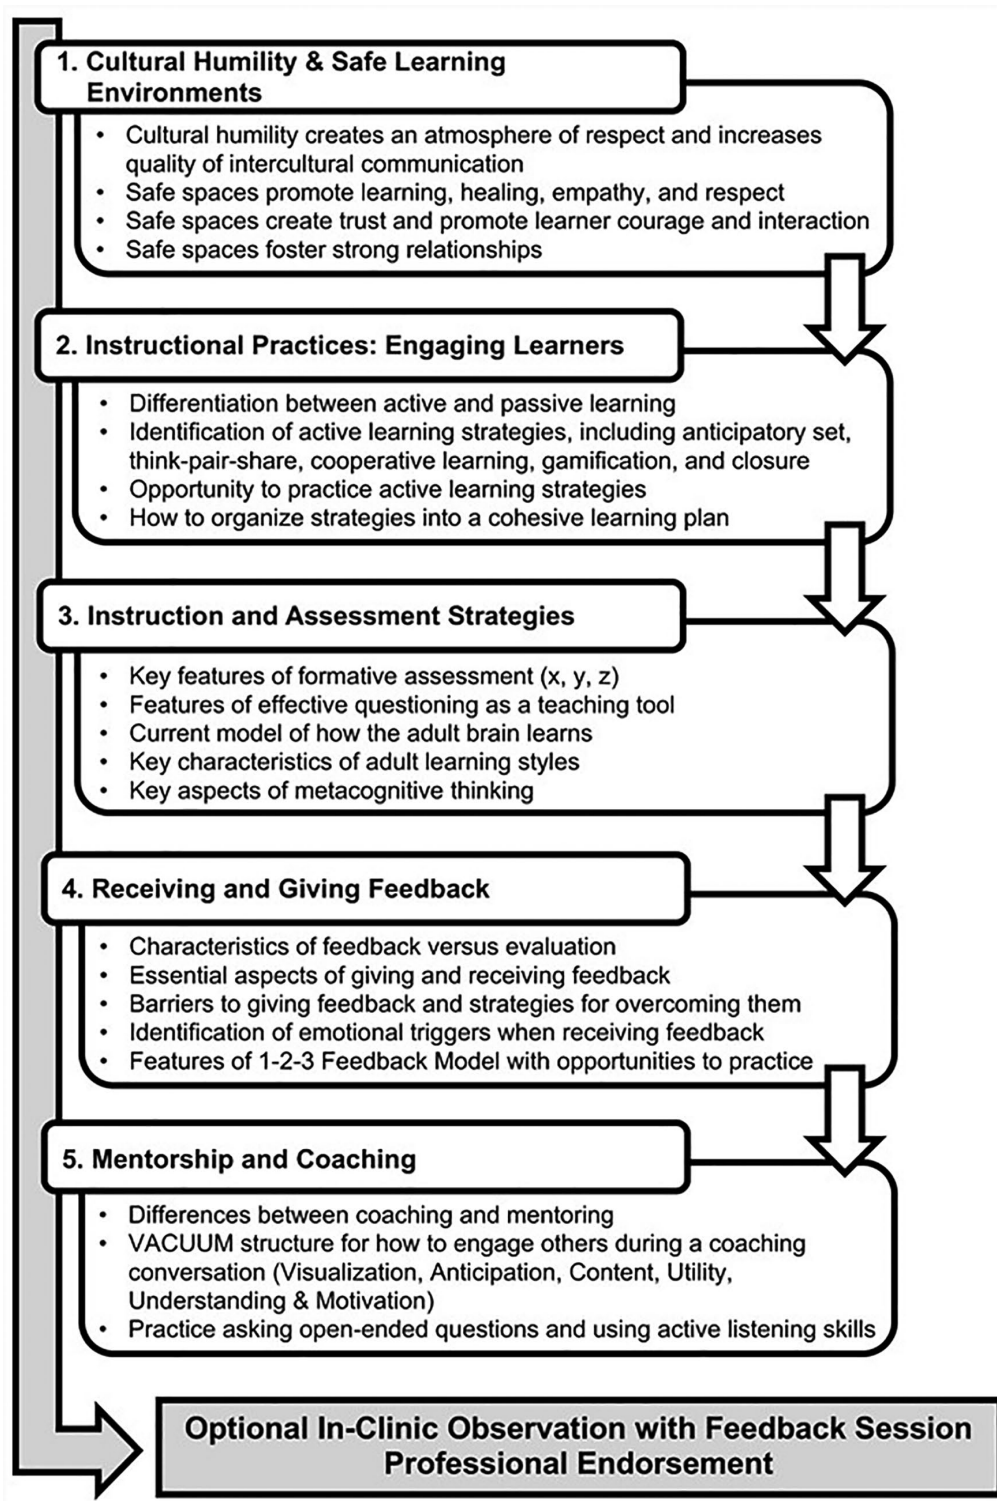 1. Cultural Humility & Safe Learning
Environments
• Cultural humility creates an atmosphere of respect and increases
quality of intercultural communication
• Safe spaces promote learning, healing, empathy, and respect
• Safe spaces create trust and promote learner courage and interaction
• Safe spaces foster strong relationships
2. Instructional Practices: Engaging Learners
• Differentiation between active and passive learning
• Identification of active learning strategies, including anticipatory set,
think-pair-share, cooperative learning, gamification, and closure
• Opportunity to practice active learning strategies
• How to organize strategies into a cohesive learning plan
3. Instruction and Assessment Strategies
• Key features of formative assessment (x, y, z)
• Features of effective questioning as a teaching tool
• Current model of how the adult brain learns
• Key characteristics of adult learning styles
• Key aspects of metacognitive thinking
4. Receiving and Giving Feedback
• Characteristics of feedback versus evaluation
• Essential aspects of giving and receiving feedback
• Barriers to giving feedback and strategies for overcoming them
• Identification of emotional triggers when receiving feedback
• Features of 1-2-3 Feedback Model with opportunities to practice
5. Mentorship and Coaching
• Differences between coaching and mentoring
• VACUUM structure for how to engage others during a coaching
conversation (Visualization, Anticipation, Content, Utility,
Understanding & Motivation)
• Practice asking open-ended questions and using active listening skills
Optional In-Clinic Observation with Feedback Session
Professional Endorsement